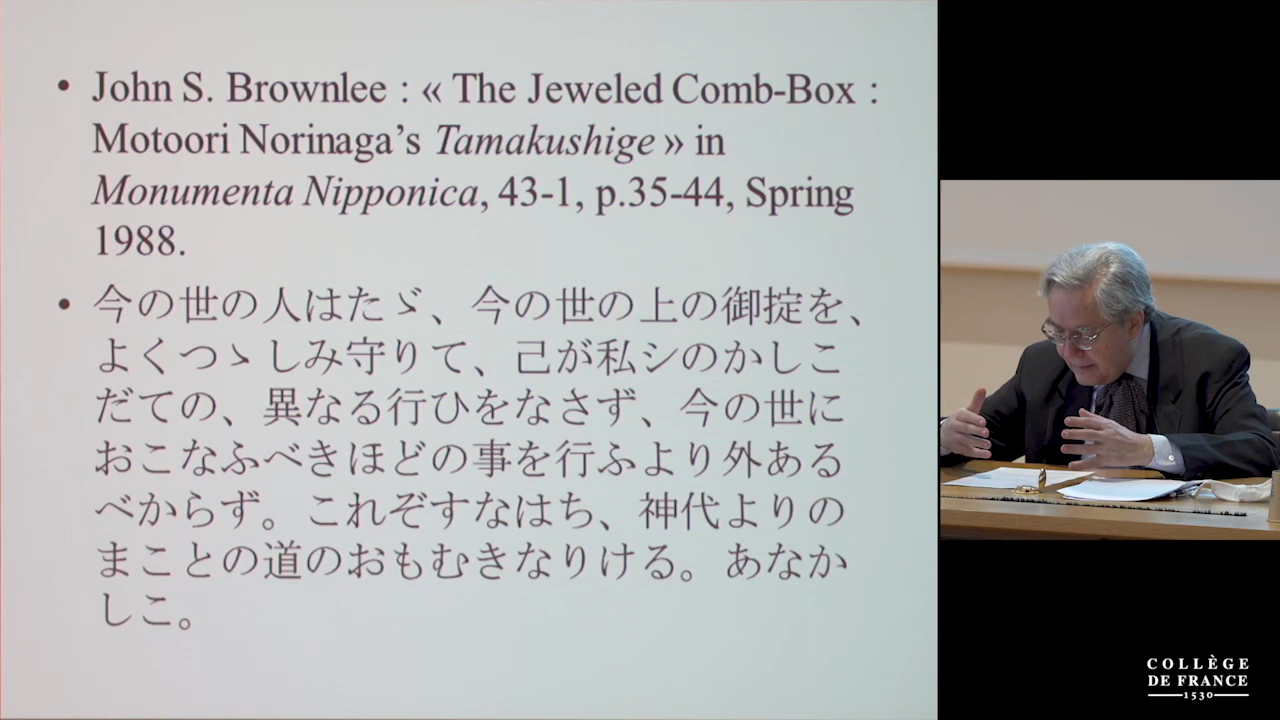 • John S. Brownlee : « The Jeweled Comb-Box :
Motoori Norinaga’s Tamakushige » in
Monumenta Nipponica, 43-1, p.35-44, Spring
1988.
• 今の世の人はたゞ、今の世の上の御掟を、
よくつゝしみ守りて、己が私シのかしこ
だての、異なる行ひをなさず、今の世に
おこなふべきほどの事を行ふより外ある
べからず。これぞすなはち、神代よりの
まことの道のおもむきなりける。あなか
しこ。
COLLÈGE
DE FRANCE
1530